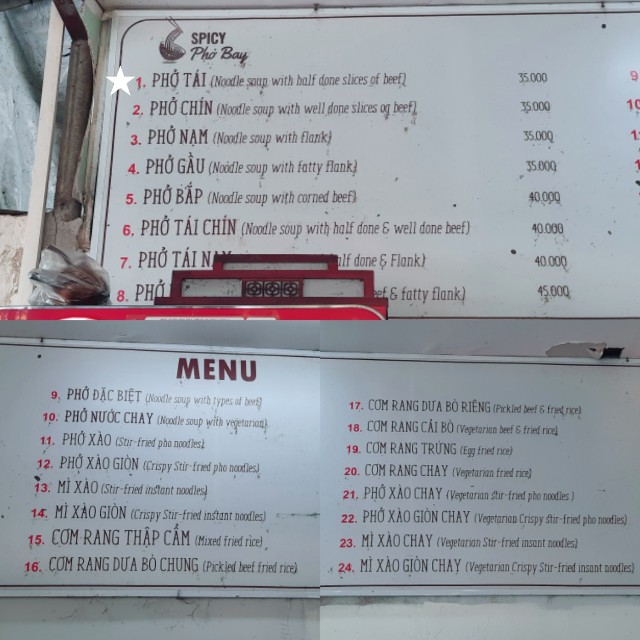 SPICY
Phở Bay
1. PHỞ TÁI (Noodle soup with half done slices of beef) 35.000
2. PHỞ CHÍN (Noodle soup with well done slices og beef) 35.000
3. PHỞ NẠM (Noodle soup with flank) 35.000
4. PHỞ GẦU (Noodle soup with fatty flank) 35.000
5. PHỞ BẮP (Noodle soup with corned beef) 40.000
6. PHỞ TÁI CHÍN (Noodle soup with half done & well done beef) 40.000
7. PHỞ TÁI half done & Flank) 40.000
8. PHỞ & fatty flank) 45.000
MENU
9. PHỞ ĐẶC BIỆT (Noodle soup with types of beef)
10. PHỞ NƯỚC CHAY (Noodle soup with vegetarian)
11. PHỞ XÀO (Stir-fried pho noodles)
12. PHỞ XÀO GIÒN (Crispy Stir-fried pho noodles)
13. MÌ XÀO (Stir-fried instant noodles)
14. MÌ XÀO GIÒN (Crispy Stir-fried instant noodles)
15. CƠM RANG THẬP CẨM (Mixed fried rice)
16. CƠM RANG DƯA BÒ CHUNG (Pickled beef fried rice)
17. CƠM RANG DƯA BÒ RIÊNG (Pickled beef & fried rice)
18. CƠM RANG CẢI BÒ (Vegetarian beef & fried rice)
19. CƠM RANG TRỨNG (Egg fried rice)
20. CƠM RANG CHAY (Vegetarian fried rice)
21. PHỞ XÀO CHAY (Vegetarian stir-fried pho noodles)
22. PHỞ XÀO GIÒN CHAY (Vegetarian Crispy Stir-fried pho noodles)
23. MÌ XÀO CHAY (Vegetarian Stir-fried insant noodles)
24. MÌ XÀO GIÒN CHAY (Vegetarian Crispy Stir-fried insant noodles)